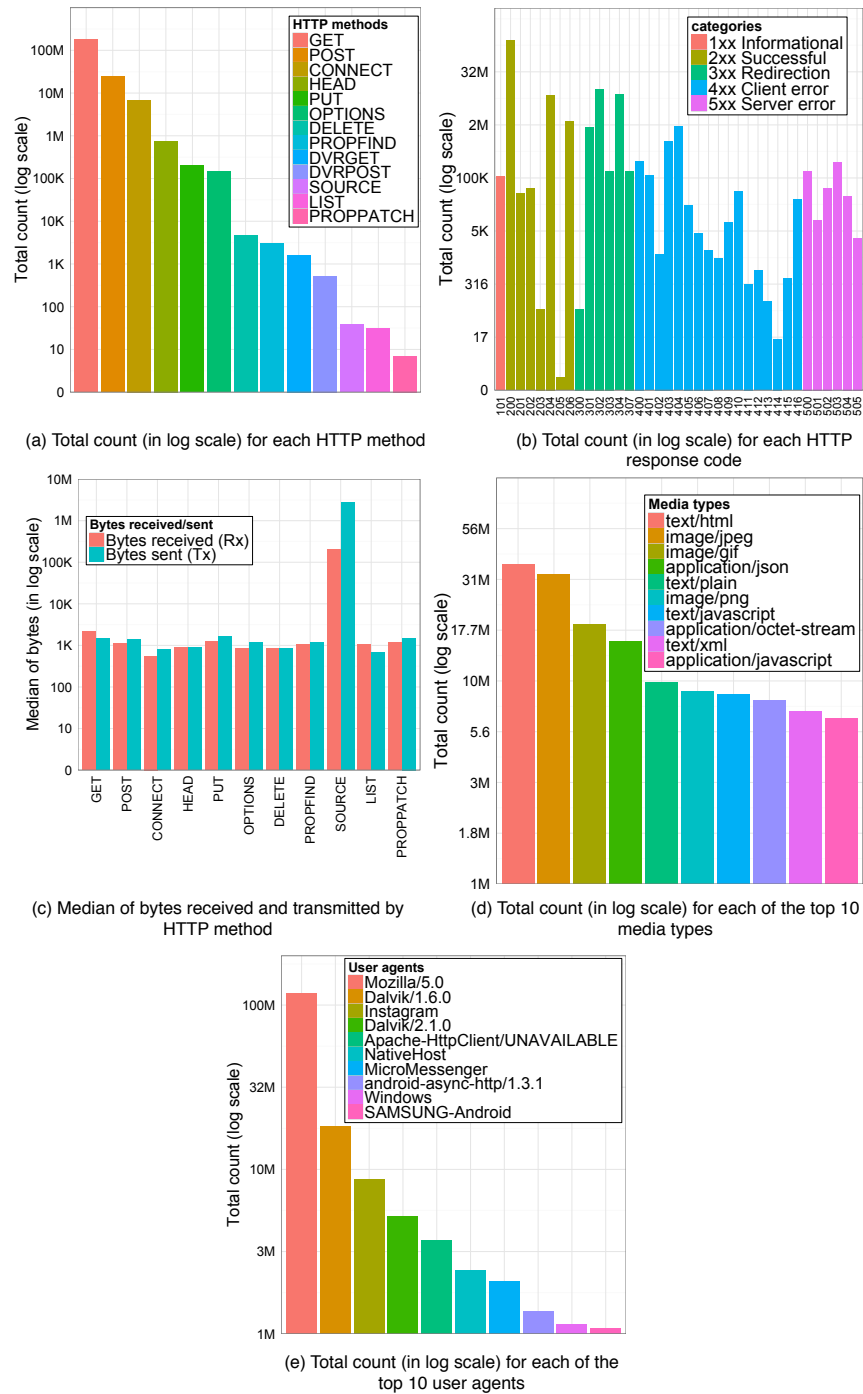 HTTP methods
GET
POST
CONNECT
HEAD
PUT
OPTIONS
DELETE
PROPFIND
DVRGET
DVRPOST
SOURCE
LIST
PROPPATCH
Total count (log scale)
100M
10M
1M
100K
10K
1K
100
10
0
(a) Total count (in log scale) for each HTTP method
categories
1xx Informational
2xx Successful
3xx Redirection
4xx Client error
5xx Server error
Total count (log scale)
32M
2M
100K
5K
316
17
0
101 200 201 202 203 204 205 206 300 301 302 303 304 307 400 401 402 403 404 405 406 407 408 409 410 411 412 413 414 415 416 500 501 502 503 504 505
(b) Total count (in log scale) for each HTTP
response code
Bytes received/sent
Bytes received (Rx)
Bytes sent (Tx)
Median of bytes (in log scale)
10M
1M
100K
10K
1K
100
10
0
GET POST CONNECT HEAD PUT OPTIONS DELETE PROPFIND SOURCE LIST PROPPATCH
(c) Median of bytes received and transmitted by
HTTP method
Media types
text/html
image/jpeg
image/gif
application/json
text/plain
image/png
text/javascript
application/octet-stream
text/xml
application/javascript
Total count (log scale)
56M
31M
17.7M
10M
5.6
3M
1.8M
1M
(d) Total count (in log scale) for each of the top 10
media types
User agents
Mozilla/5.0
Dalvik/1.6.0
Instagram
Dalvik/2.1.0
Apache-HttpClient/UNAVAILABLE
NativeHost
MicroMessenger
android-async-http/1.3.1
Windows
SAMSUNG-Android
Total count (log scale)
100M
32M
10M
3M
1M
(e) Total count (in log scale) for each of the
top 10 user agents